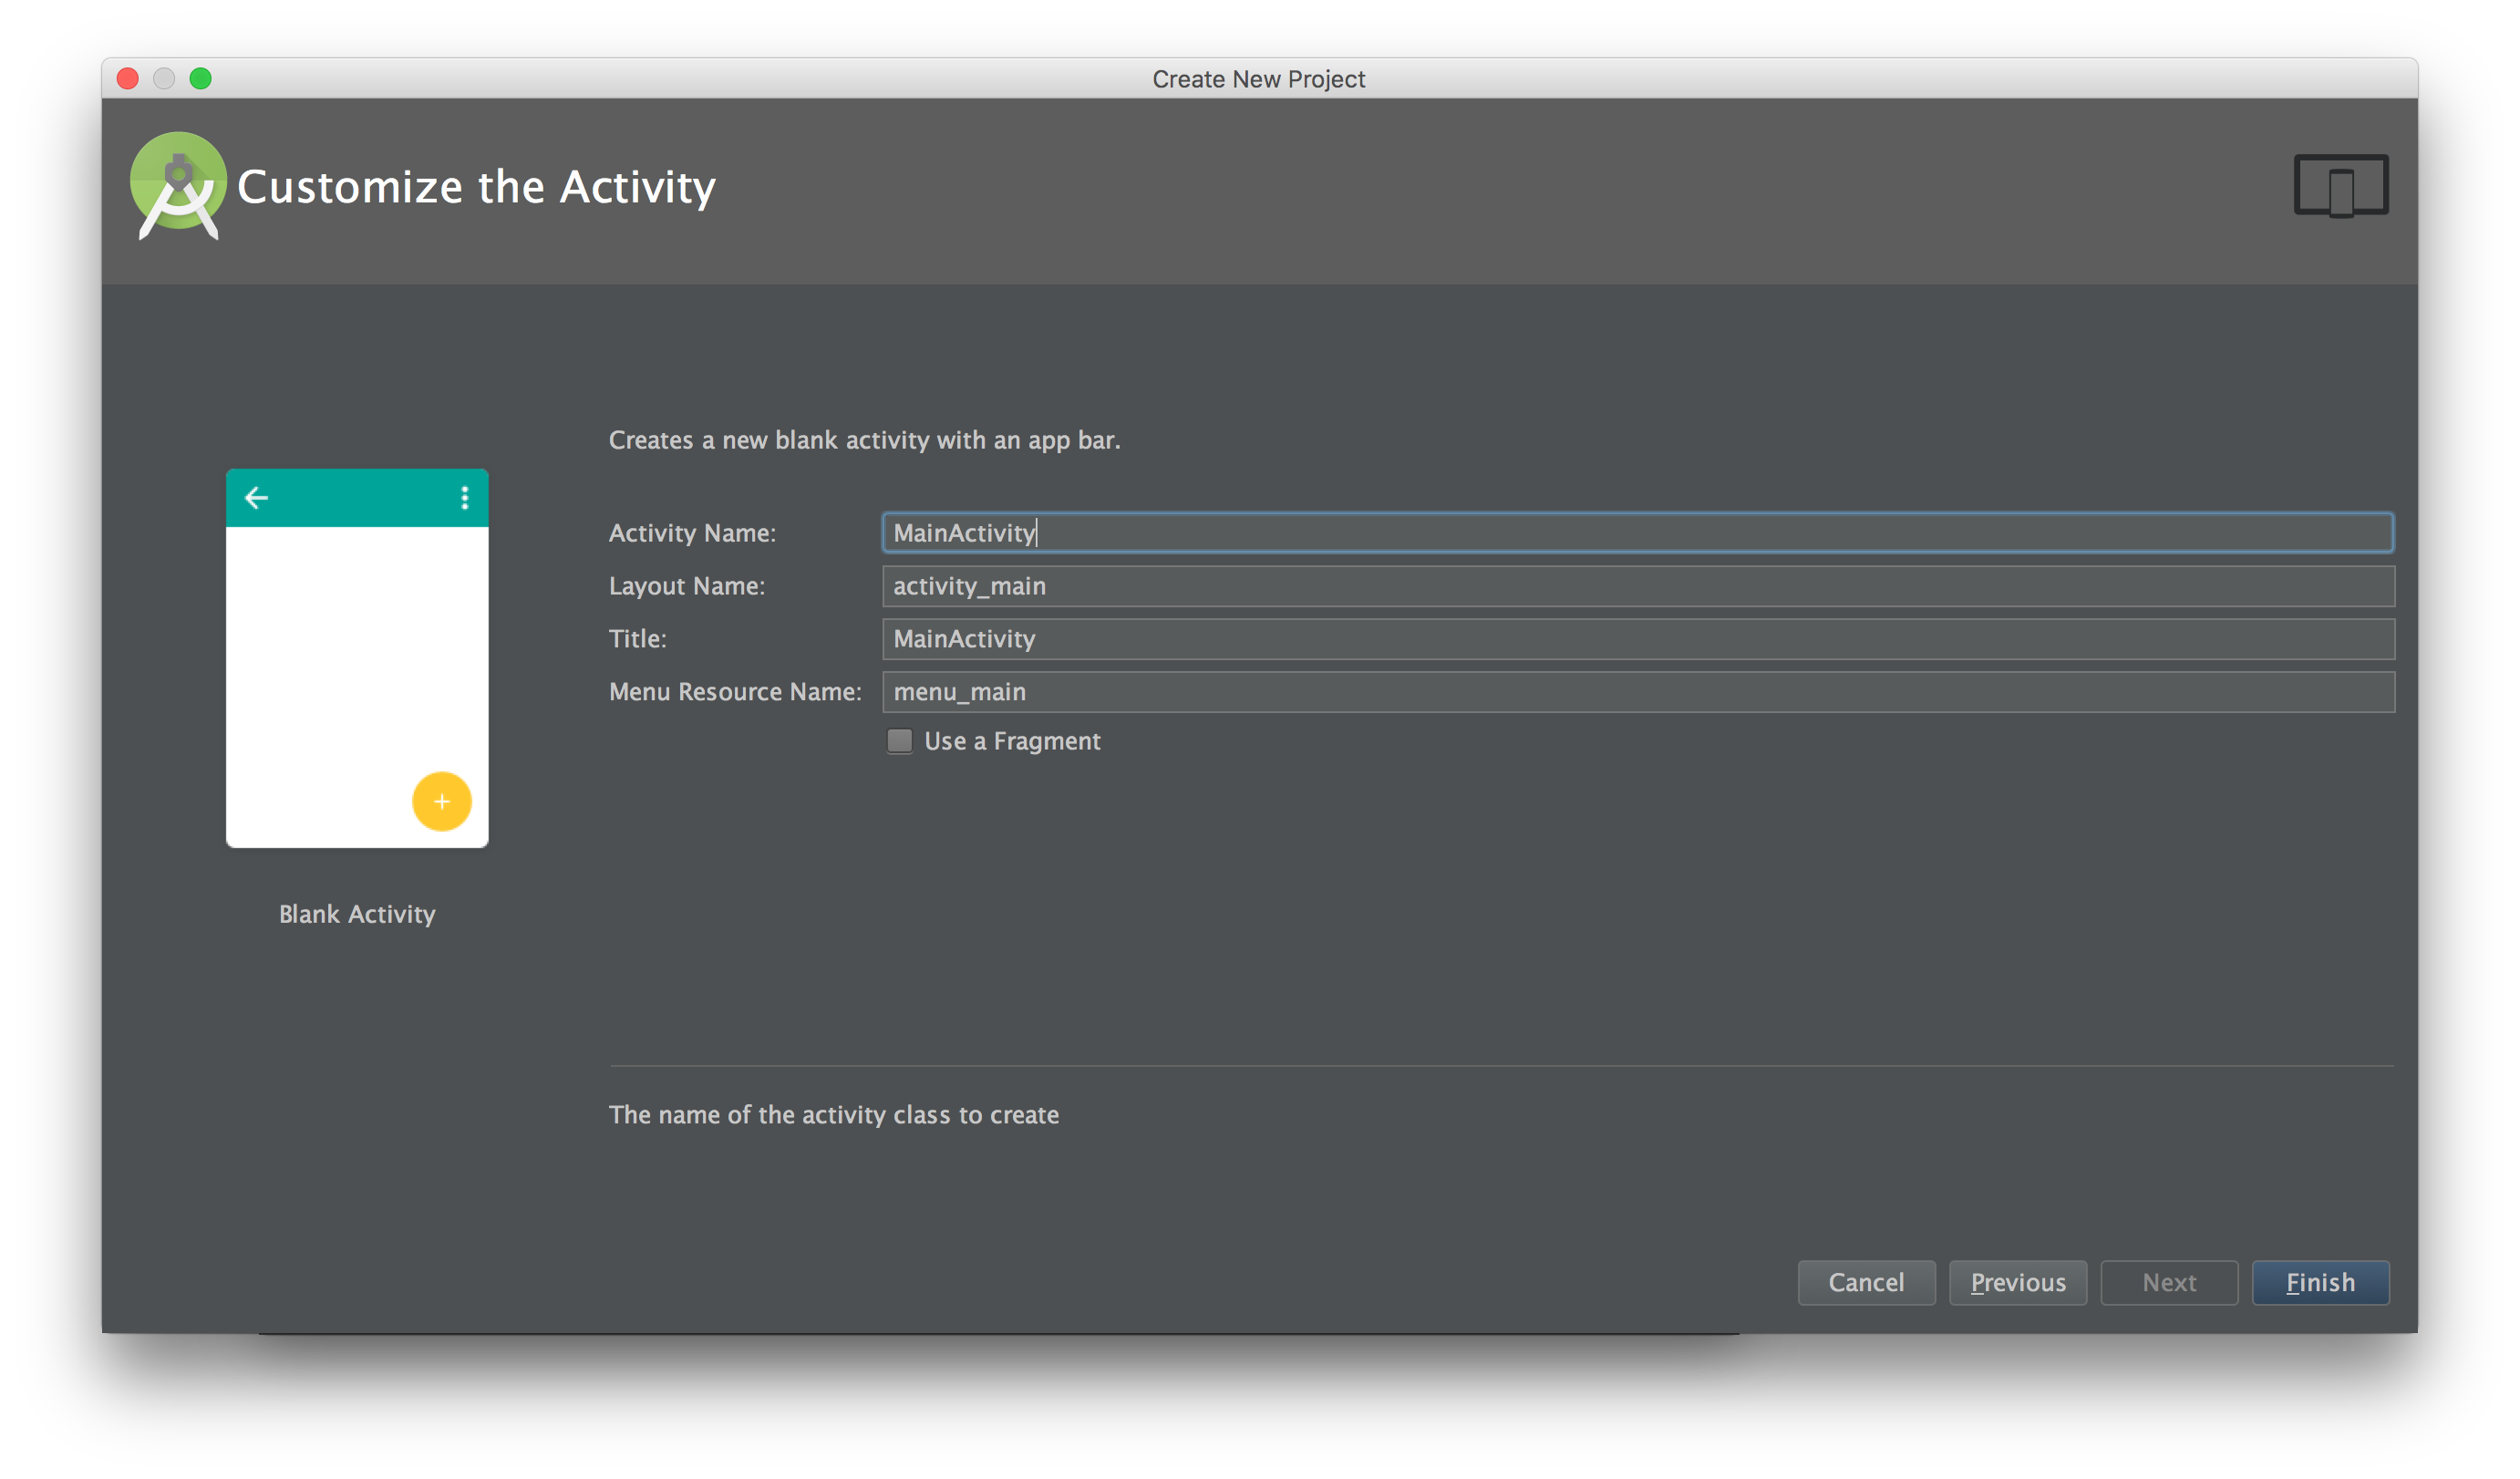 Create New Project
Customize the Activity
Creates a new blank activity with an app bar.
Activity Name: MainActivity
Layout Name: activity_main
Title: MainActivity
Menu Resource Name: menu_main
Use a Fragment
Blank Activity
The name of the activity class to create
Cancel Previous Next Finish